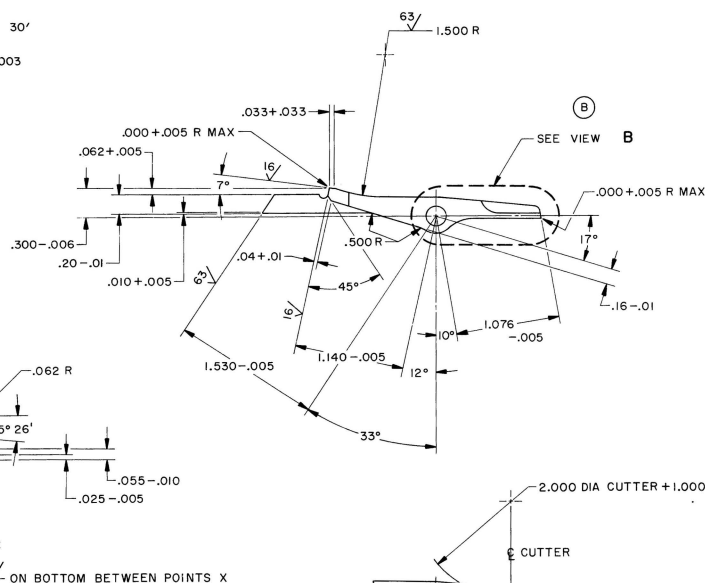 30'
003
63/
1.500 R
.033+.033
B
.000+.005 R MAX
SEE VIEW B
.062+.005
16/
.000+.005 R MAX
7°
.300-.006
.500 R
17°
.20-.01
.04+.01
.010+.005
63/
45°
.16-.01
16/
10°
1.076
-.005
1.140-.005
12°
1.530-.005
.062 R
33°
5° 26'
.055-.010
.025-.005
2.000 DIA CUTTER +1.000
℄ CUTTER
- ON BOTTOM BETWEEN POINTS X